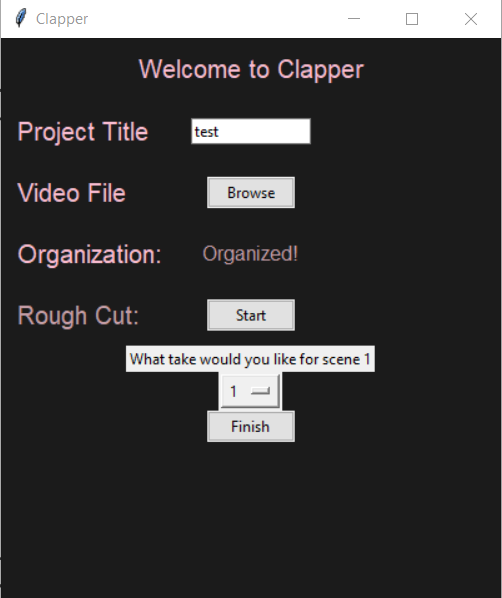 Clapper
Welcome to Clapper
Project Title test
Video File Browse
Organization: Organized!
Rough Cut: Start
What take would you like for scene 1
1
Finish